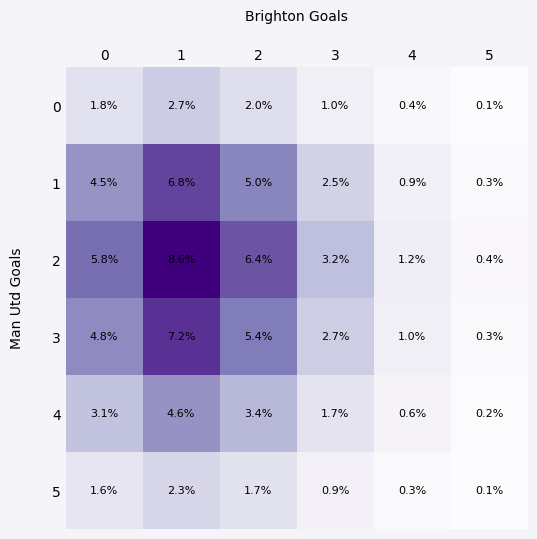 Brighton Goals
0 1 2 3 4 5
0 1.8% 2.7% 2.0% 1.0% 0.4% 0.1%
1 4.5% 6.8% 5.0% 2.5% 0.9% 0.3%
2 5.8% 8.6% 6.4% 3.2% 1.2% 0.4%
Man Utd Goals
3 4.8% 7.2% 5.4% 2.7% 1.0% 0.3%
4 3.1% 4.6% 3.4% 1.7% 0.6% 0.2%
5 1.6% 2.3% 1.7% 0.9% 0.3% 0.1%